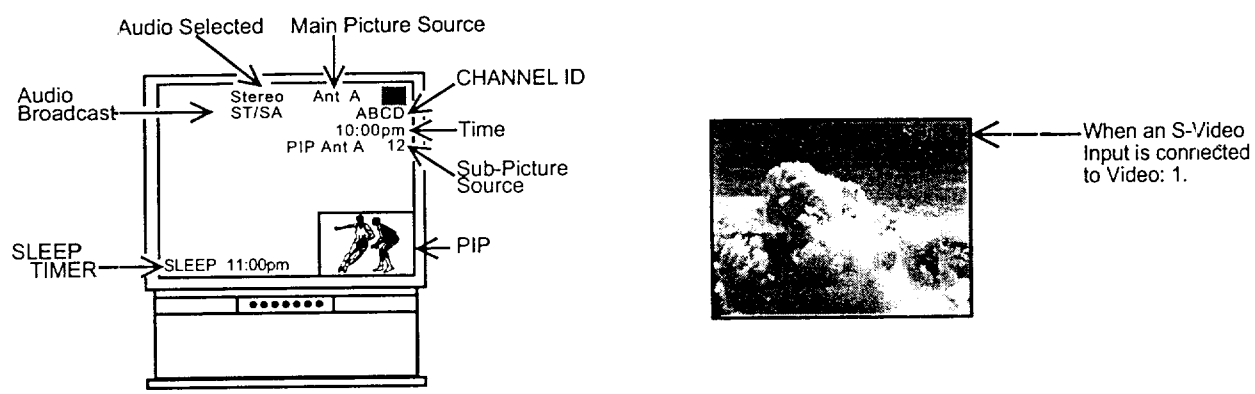 Audio Selected
Main Picture Source
Audio
Broadcast
Stereo
ST/SA
Ant A
ABCD
10:00pm
PIP Ant A 12
CHANNEL ID
Time
Sub-Picture
Source
PIP
SLEEP
TIMER
SLEEP 11:00pm
When an S-Video
Input is connected
to Video: 1.